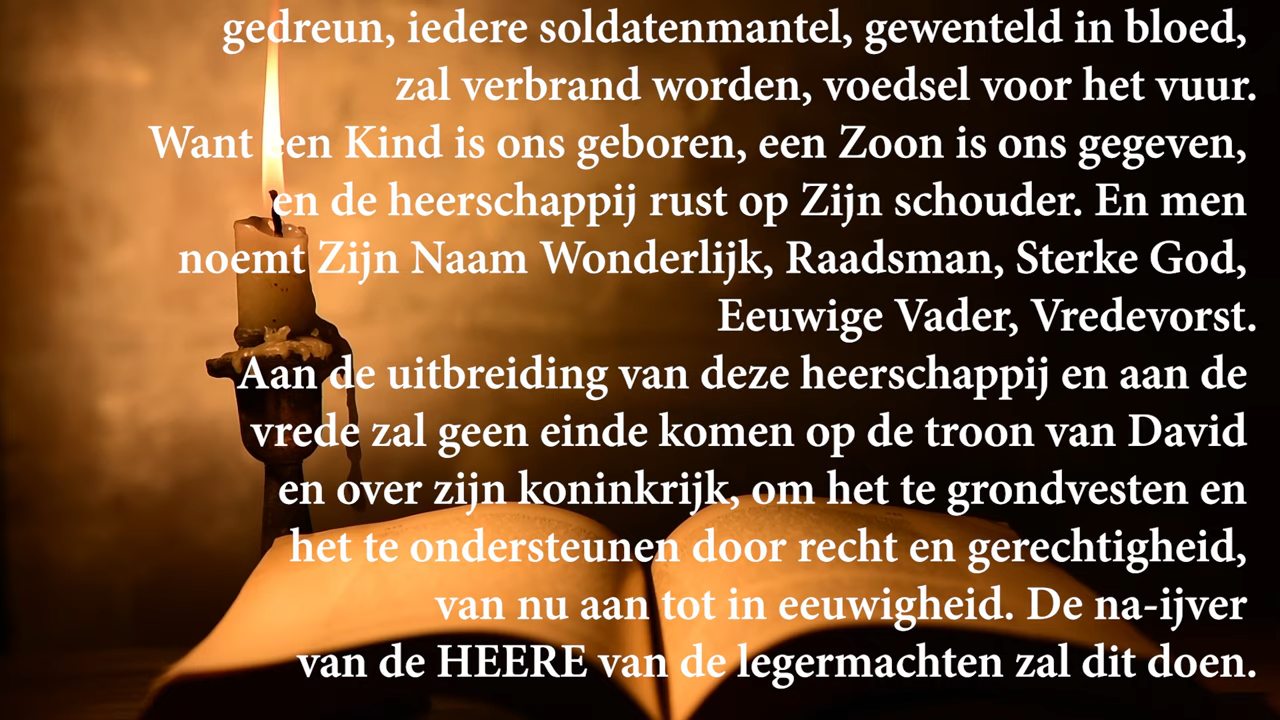 gedreun, iedere soldatenmantel, gewenteld in bloed,
zal verbrand worden, voedsel voor het vuur.
Want een Kind is ons geboren, een Zoon is ons gegeven,
en de heerschappij rust op Zijn schouder. En men
noemt Zijn Naam Wonderlijk, Raadsman, Sterke God,
Eeuwige Vader, Vredevorst.
Aan de uitbreiding van deze heerschappij en aan de
vrede zal geen einde komen op de troon van David
en over zijn koninkrijk, om het te grondvesten en
het te ondersteunen door recht en gerechtigheid,
van nu aan tot in eeuwigheid. De na-ijver
van de HEERE van de legermachten zal dit doen.